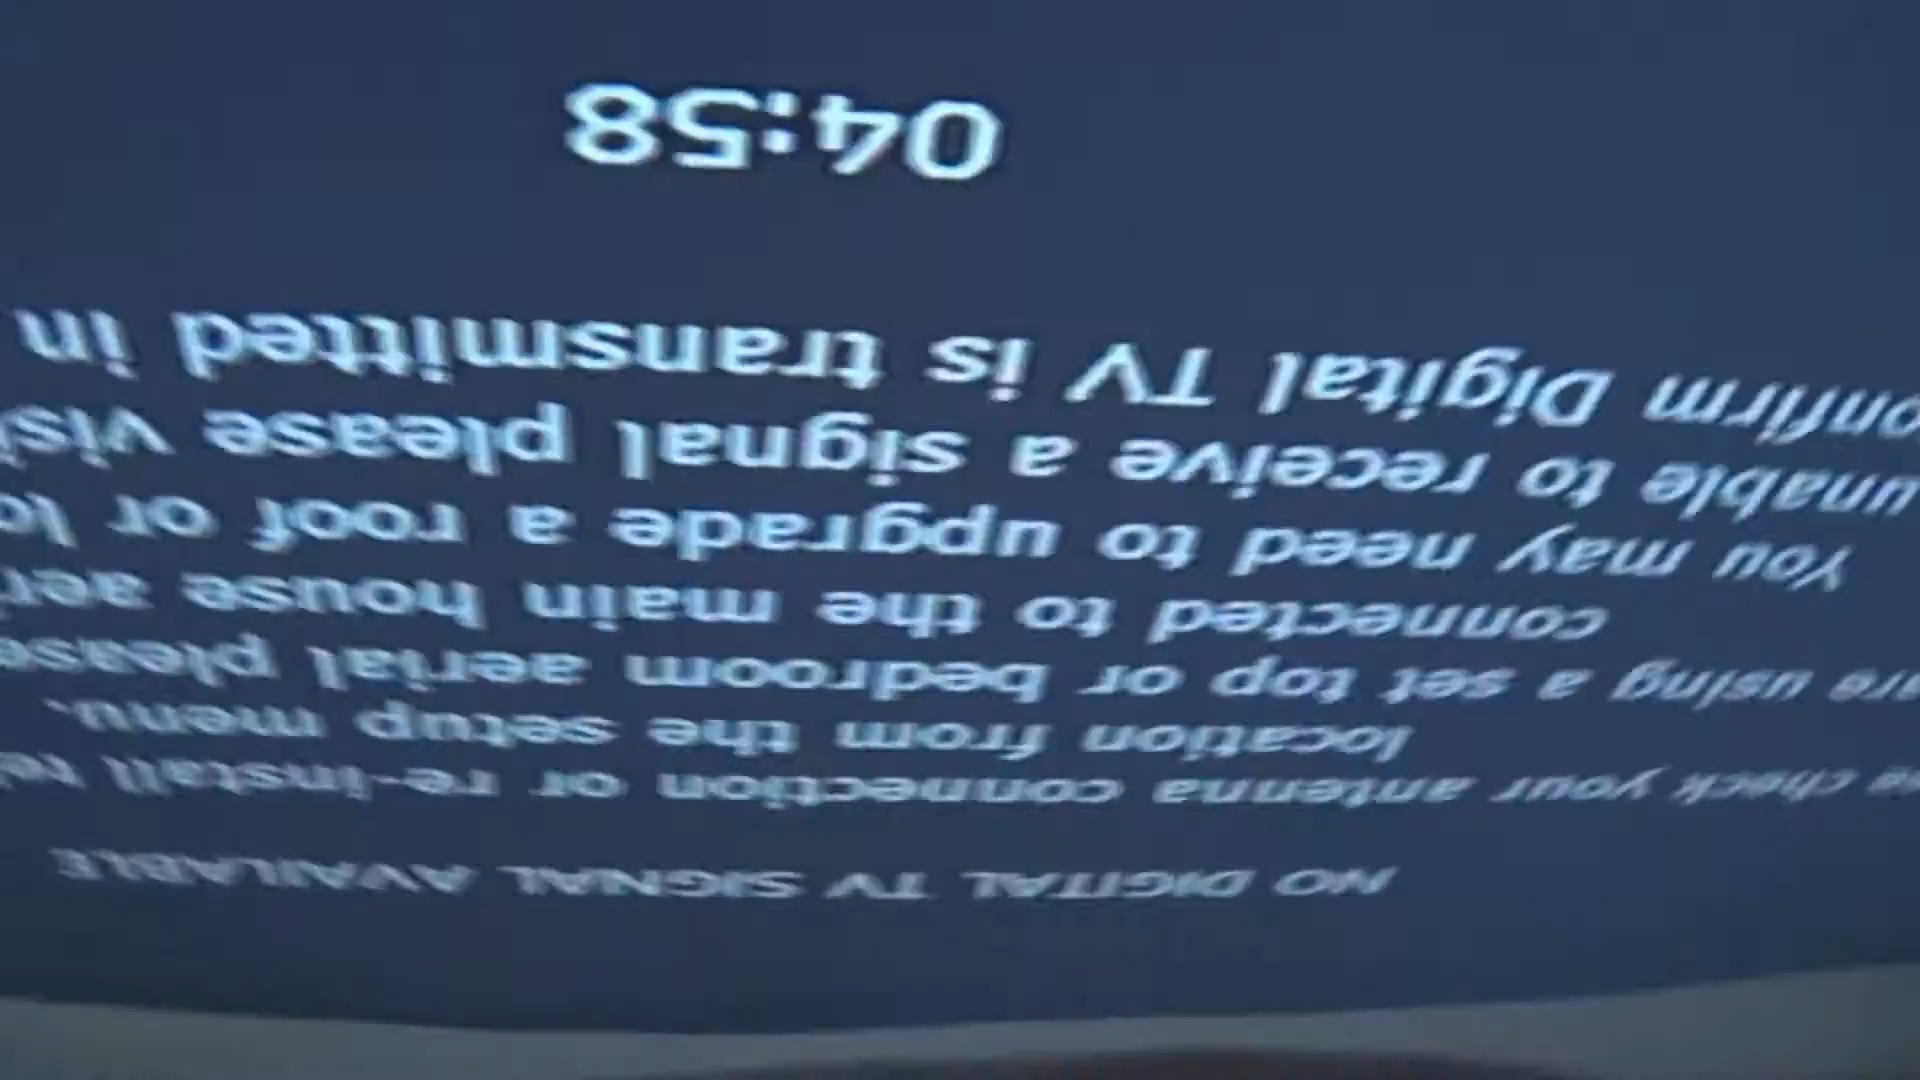 NO DIGITAL TV SIGNAL AVAILABLE
check your antenna connection or re-install
location from the setup menu.
are using a set top or bedroom aerial please
connected to the main house
You may need to upgrade a roof or
unable to receive a signal please
Digital TV is transmitted in
04:58